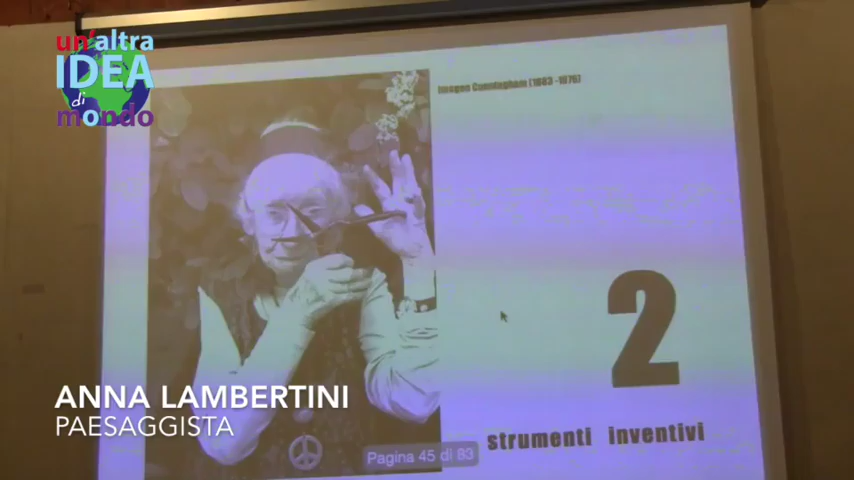 un'altra
IDEA
di
mondo
Imogen Cunningham (1883 -1976)
2
strumenti inventivi
ANNA LAMBERTINI
PAESAGGISTA
Pagina 45 di 83